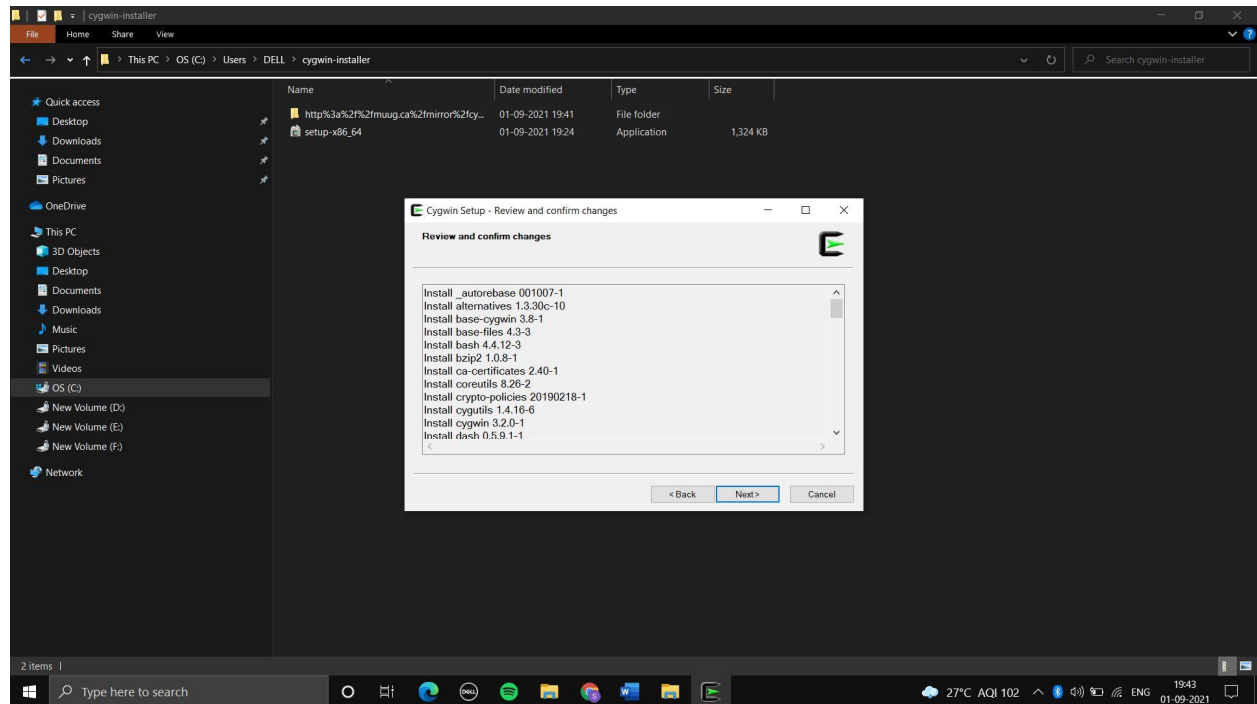 cygwin-installer
File Home Share View
This PC > OS (C:) > Users > DELL > cygwin-installer
Search cygwin-installer
Name Date modified Type Size
http%3a%2f%2fmuug.ca%2fmirror%2fcy... 01-09-2021 19:41 File folder
setup-x86_64 01-09-2021 19:24 Application 1,324 KB
Quick access
Desktop
Downloads
Documents
Pictures
OneDrive
This PC
3D Objects
Desktop
Documents
Downloads
Music
Pictures
Videos
OS (C:)
New Volume (D:)
New Volume (E:)
New Volume (F:)
Network
Cygwin Setup - Review and confirm changes
Review and confirm changes
Install _autorebase 001007-1
Install alternatives 1.3.30c-10
Install base-cygwin 3.8-1
Install base-files 4.3-3
Install bash 4.4.12-3
Install bzip2 1.0.8-1
Install ca-certificates 2.40-1
Install coreutils 8.26-2
Install crypto-policies 20190218-1
Install cygutils 1.4.16-6
Install cygwin 3.2.0-1
Install dash 0.5.9.1-1
< Back Next > Cancel
2 items
Type here to search
DELL
S
W
27°C AQI 102 ENG 19:43
01-09-2021